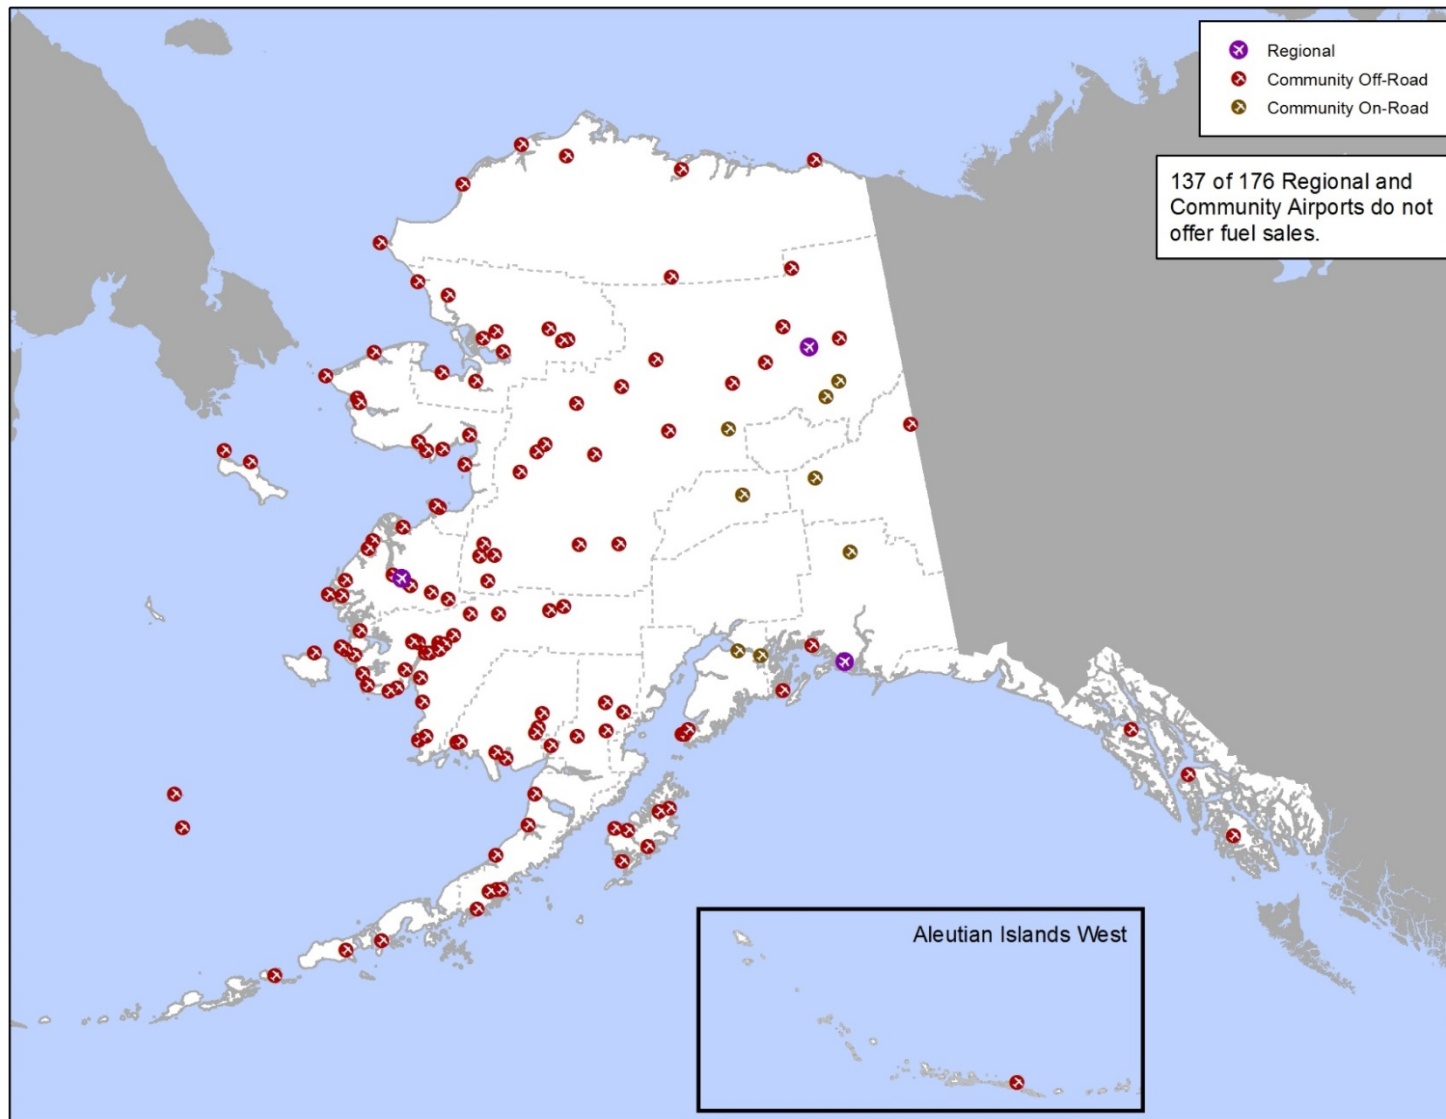 Regional
Community Off-Road
Community On-Road
137 of 176 Regional and
Community Airports do not
offer fuel sales.
Aleutian Islands West